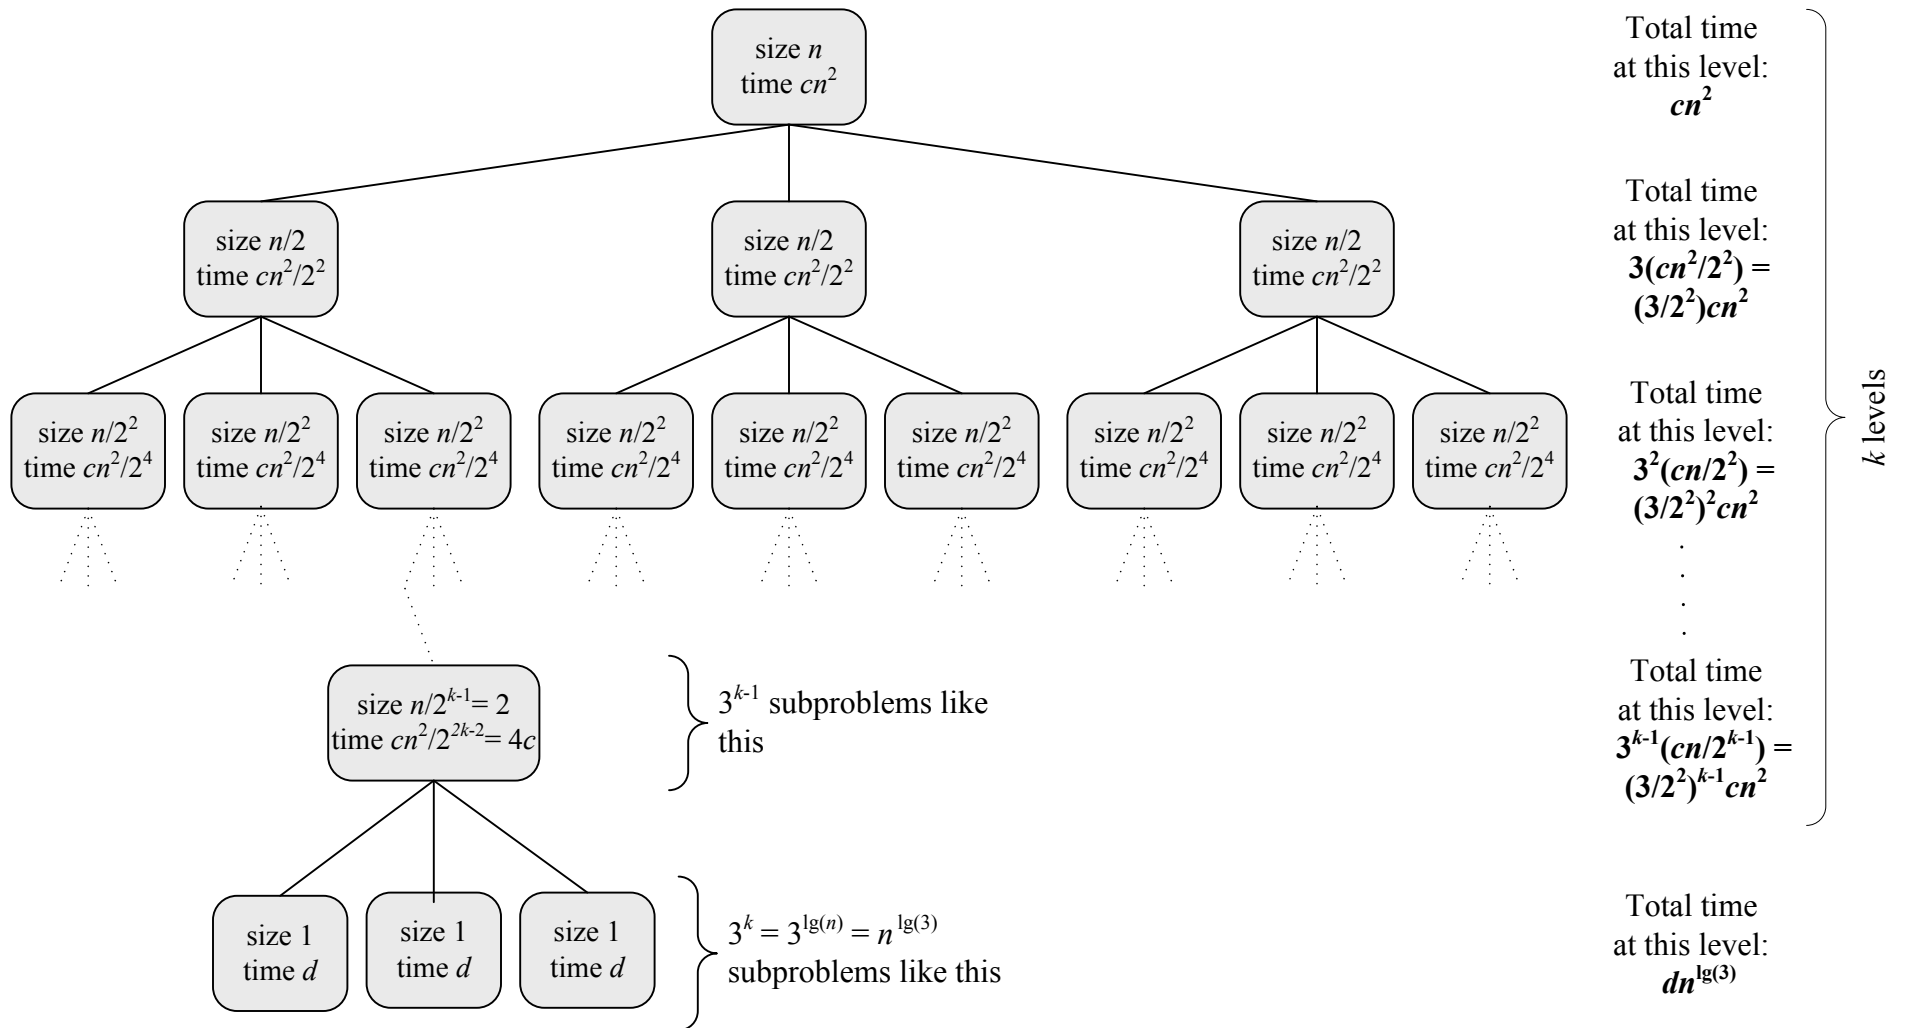 size n
time cn²
Total time
at this level:
cn²
size n/2
time cn²/2²
size n/2
time cn²/2²
size n/2
time cn²/2²
Total time
at this level:
3(cn²/2²) =
(3/2²)cn²
size n/2²
time cn²/2⁴
size n/2²
time cn²/2⁴
size n/2²
time cn²/2⁴
size n/2²
time cn²/2⁴
size n/2²
time cn²/2⁴
size n/2²
time cn²/2⁴
size n/2²
time cn²/2⁴
size n/2²
time cn²/2⁴
size n/2²
time cn²/2⁴
Total time
at this level:
3²(cn/2²) =
(3/2²)²cn²
.
.
.
.
k levels
size n/2ᵏ⁻¹= 2
time cn²/2²ᵏ⁻²= 4c
3ᵏ⁻¹ subproblems like
this
Total time
at this level:
3ᵏ⁻¹(cn/2ᵏ⁻¹) =
(3/2²)ᵏ⁻¹cn²
size 1
time d
size 1
time d
size 1
time d
3ᵏ = 3ˡᵍ⁽ⁿ⁾ = nˡᵍ⁽³⁾
subproblems like this
Total time
at this level:
dnˡᵍ⁽³⁾